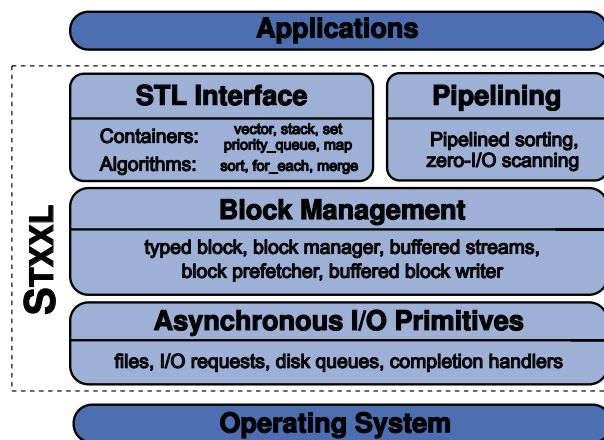 Applications
STXXL
STL Interface
Containers: vector, stack, set
priority_queue, map
Algorithms: sort, for_each, merge
Pipelining
Pipelined sorting,
zero-I/O scanning
Block Management
typed block, block manager, buffered streams,
block prefetcher, buffered block writer
Asynchronous I/O Primitives
files, I/O requests, disk queues, completion handlers
Operating System